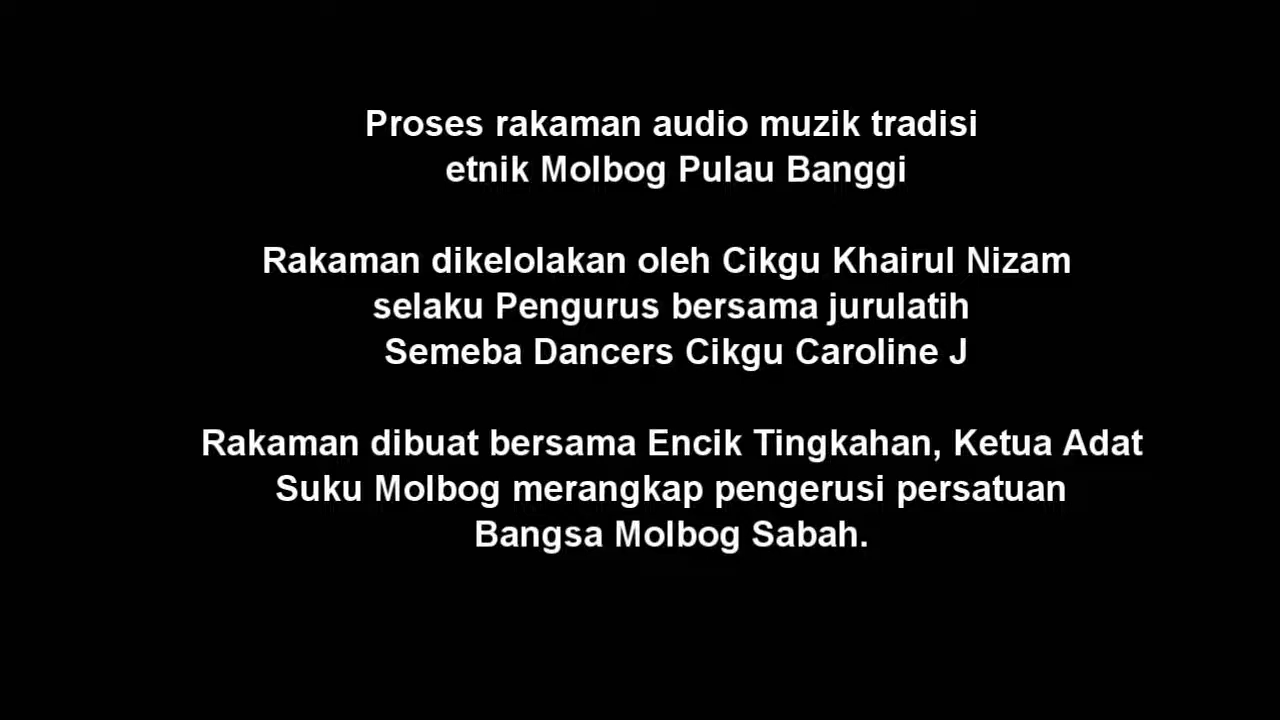 Proses rakaman audio muzik tradisi
etnik Molbog Pulau Banggi
Rakaman dikelolakan oleh Cikgu Khairul Nizam
selaku Pengurus bersama jurulatih
Semeba Dancers Cikgu Caroline J
Rakaman dibuat bersama Encik Tingkahan, Ketua Adat
Suku Molbog merangkap pengerusi persatuan
Bangsa Molbog Sabah.